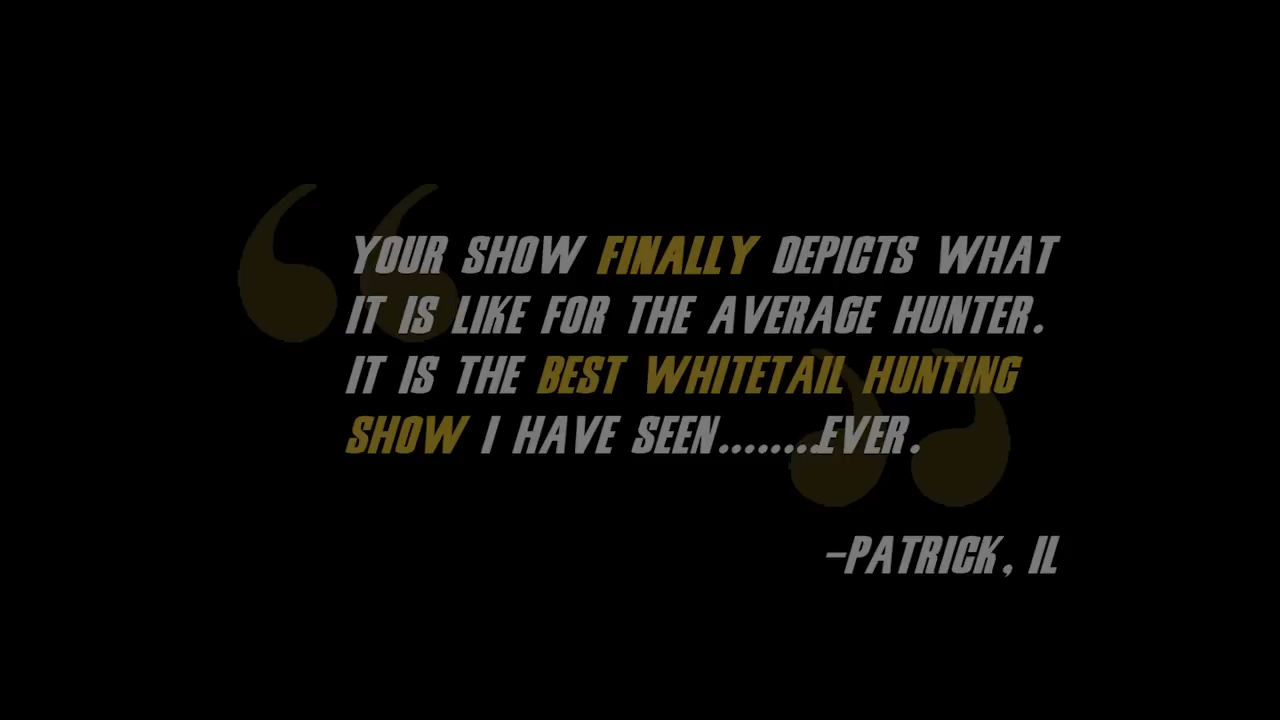 YOUR SHOW FINALLY DEPICTS WHAT
IT IS LIKE FOR THE AVERAGE HUNTER.
IT IS THE BEST WHITETAIL HUNTING
SHOW I HAVE SEEN........EVER.
-PATRICK, IL